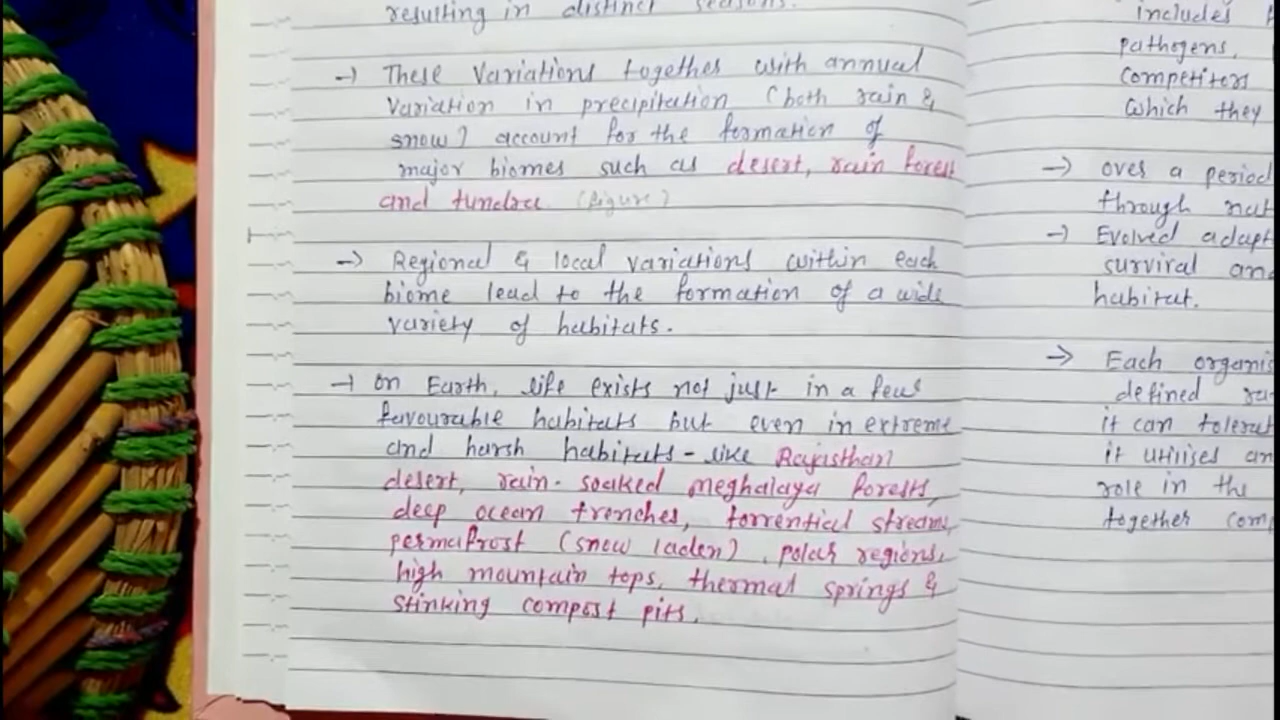 resulting in distinct seasons.
→ These Variations together with annual
variation in precipitation (both rain &
snow) account for the formation of
major biomes such as desert, rain forest
and tundra (figure)
→ Regional & local variations within each
biome lead to the formation of a wide
variety of habitats.
→ On Earth, life exists not just in a few
favourable habitats but even in extreme
and harsh habitats - like Rajasthan
desert, rain-soaked meghalaya forests,
deep ocean trenches, torrential streams,
permafrost (snow laden), polar regions,
high mountain tops, thermal springs &
stinking compost pits.
includes
pathogens,
competitors
which they
→ over a period
through nat
→ Evolved adapt
survival and
habitat.
→ Each organis
defined ra
it can tolerat
it utilises an
role in the
together comp